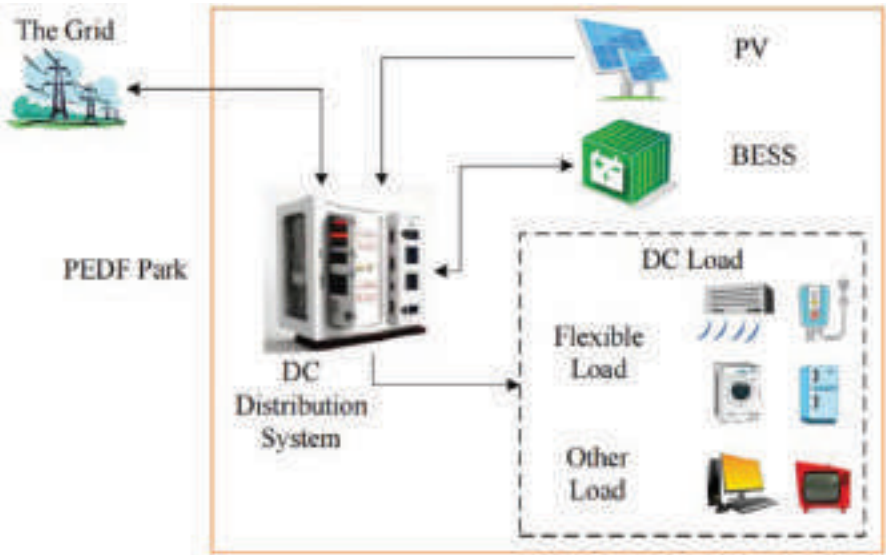 The Grid
PV
BESS
PEDF Park
DC Load
Flexible
Load
DC
Distribution
System
Other
Load